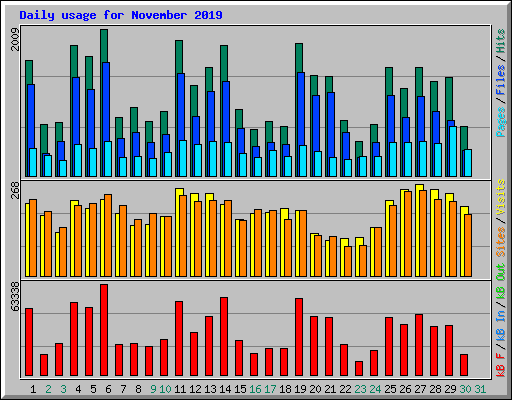 Daily usage for November 2019
2009
Pages / Files / Hits
268
kB F / kB In / kB Out Sites / Visits
63338
1 2 3 4 5 6 7 8 9 10 11 12 13 14 15 16 17 18 19 20 21 22 23 24 25 26 27 28 29 30 31